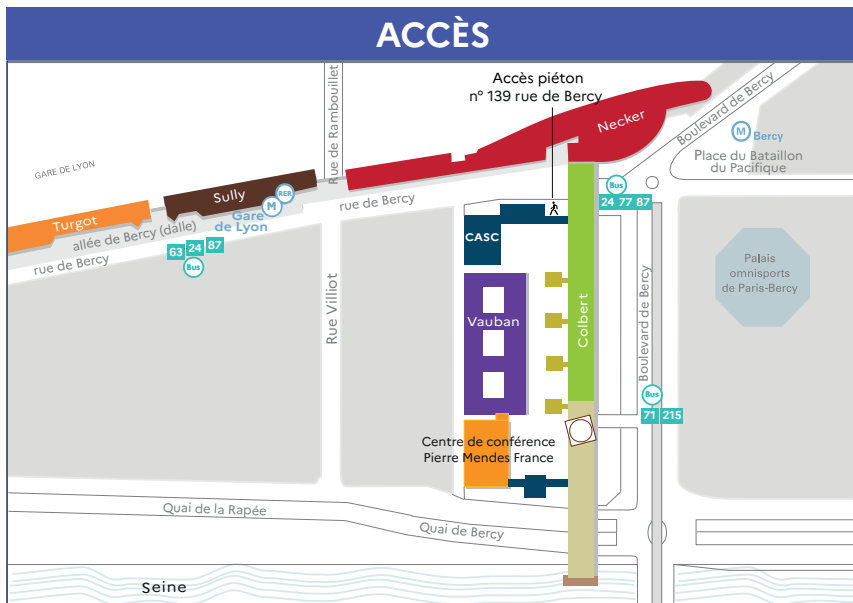 ACCÈS
Accès piéton
n° 139 rue de Bercy
Rue de Rambouillet
Necker
Boulevard de Bercy
M
Bercy
Place du Bataillon
du Pacifique
GARE DE LYON
Sully
RER
M
Gare
de Lyon
rue de Bercy
Bus
24 77 87
Turgot
allée de Bercy (dalle)
rue de Bercy
63 24 87
Bus
CASC
Palais
omnisports
de Paris-Bercy
Rue Villiot
Vauban
Colbert
Boulevard de Bercy
Bus
71 215
Centre de conférence
Pierre Mendes France
Quai de la Rapée
Quai de Bercy
Seine